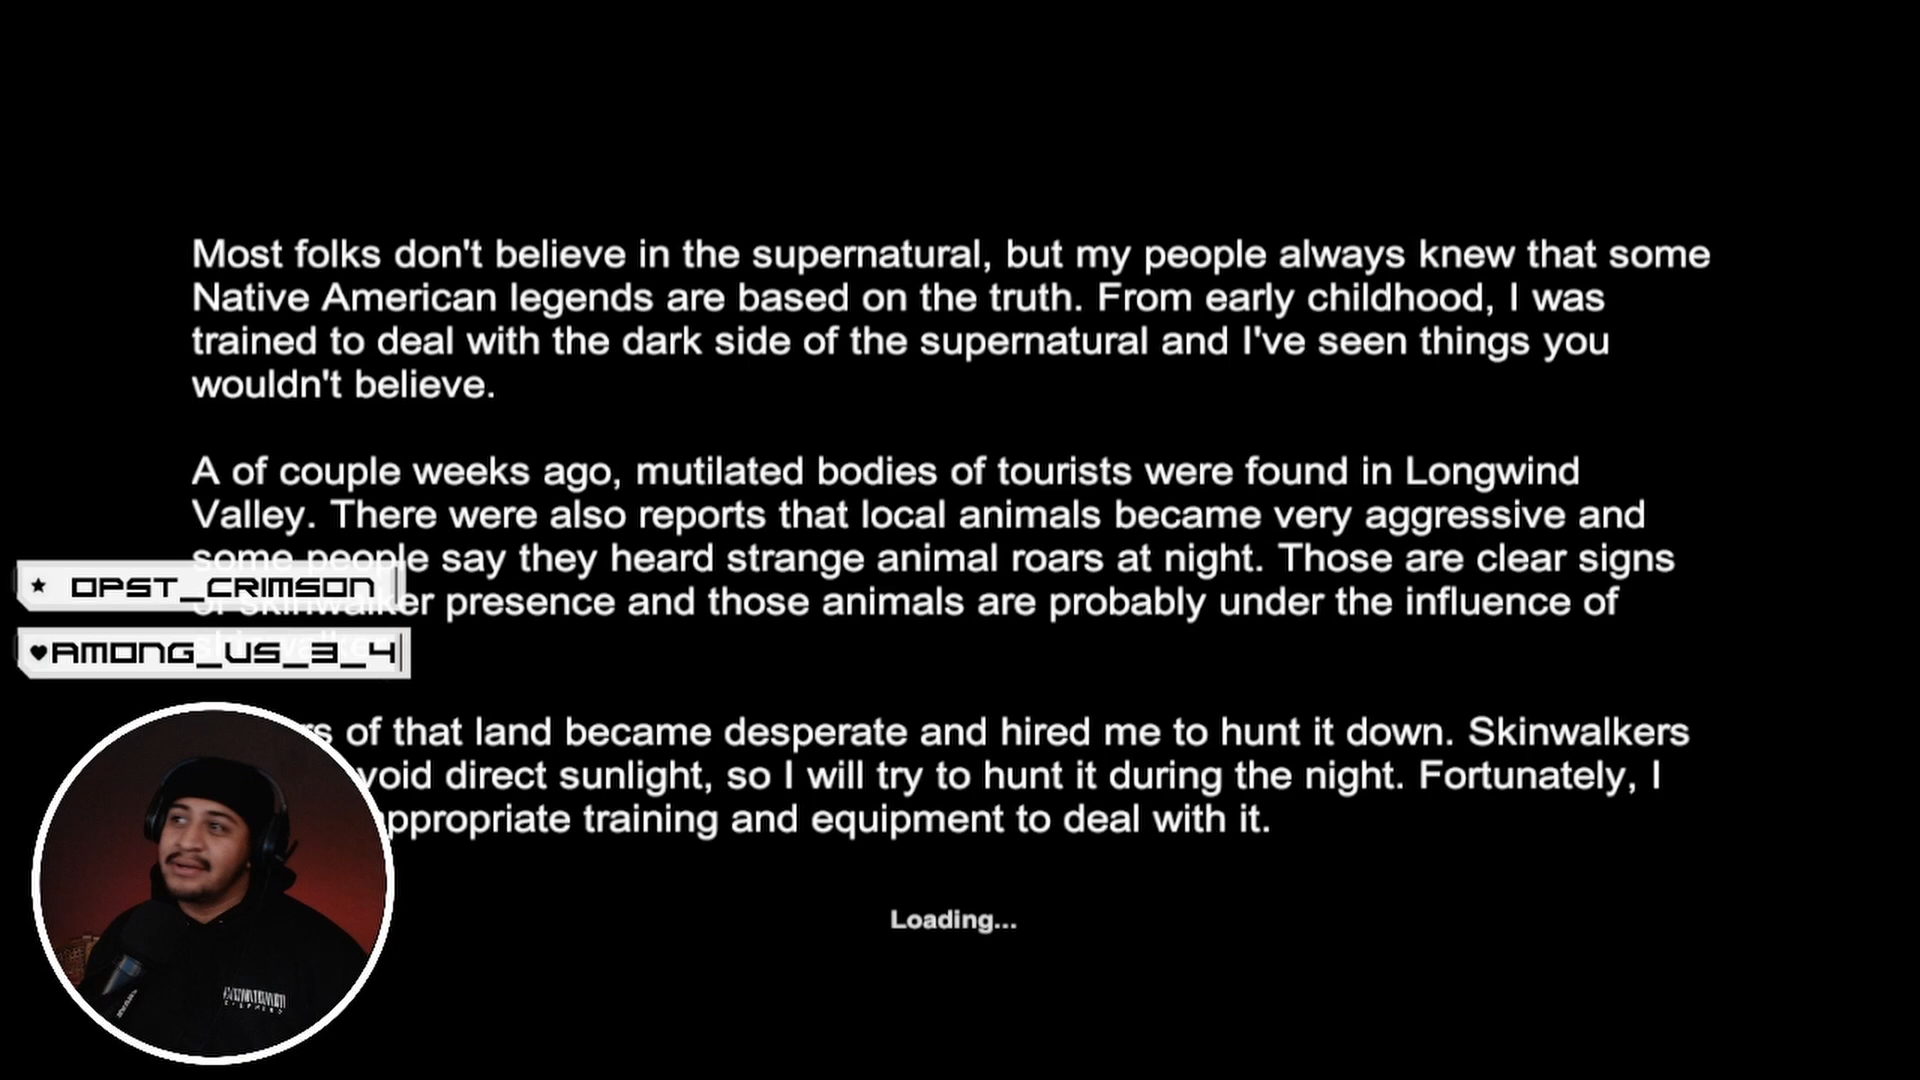 Most folks don't believe in the supernatural, but my people always knew that some
Native American legends are based on the truth. From early childhood, I was
trained to deal with the dark side of the supernatural and I've seen things you
wouldn't believe.
A of couple weeks ago, mutilated bodies of tourists were found in Longwind
Valley. There were also reports that local animals became very aggressive and
some people say they heard strange animal roars at night. Those are clear signs
of skinwalker presence and those animals are probably under the influence of
OPST_CRIMSON
AMONG_US_3_4
of that land became desperate and hired me to hunt it down. Skinwalkers
direct sunlight, so I will try to hunt it during the night. Fortunately, I
training and equipment to deal with it.
Loading...